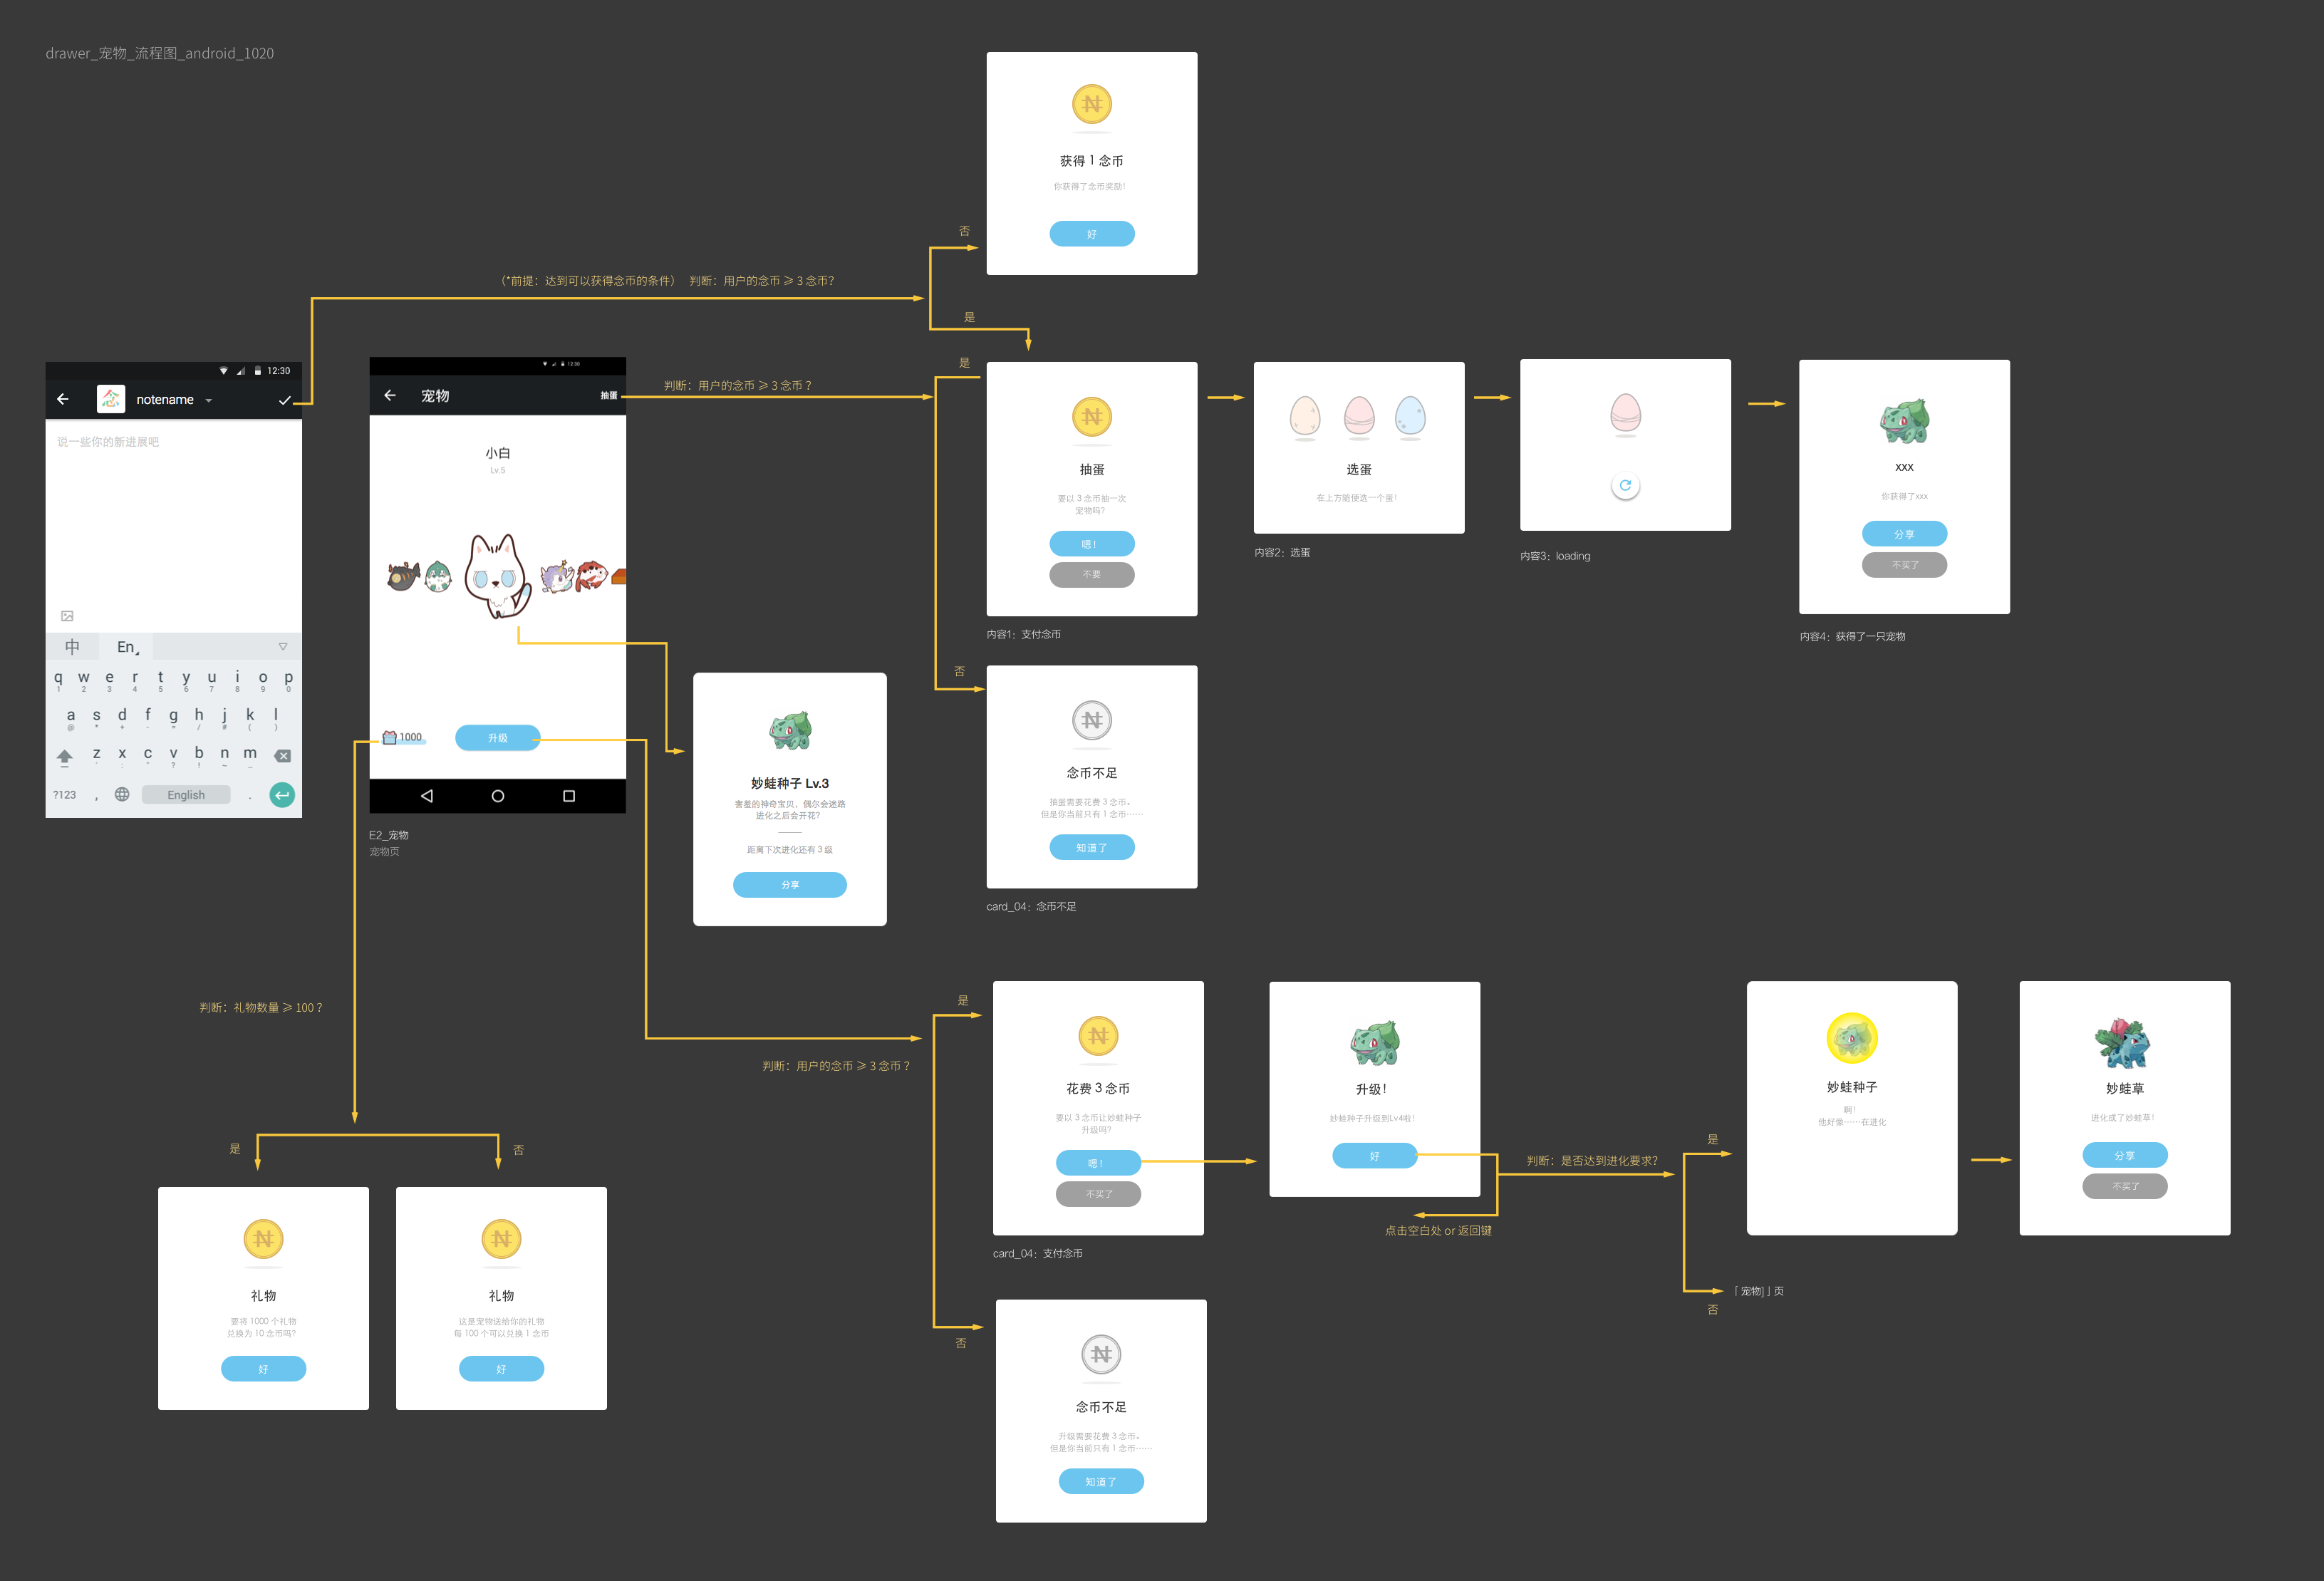 drawer_宠物_流程图_android_1020
获得 1 念币
你获得了念币奖励！
好
否
（*前提：达到可以获得念币的条件） 判断：用户的念币 ≥ 3 念币？
是
12:30
notename
说一些你的新进展吧
中
En
q w e r t y u i o p
1 2 3 4 5 6 7 8 9 0
a s d f g h j k l
@ * + - = / # ( )
z x c v b n m
' : " ? ! ~ …
?123 , English .
12:30
宠物
抽蛋
小白
Lv.5
1000
升级
E2_宠物
宠物页
判断：用户的念币 ≥ 3 念币 ？
是
抽蛋
要以 3 念币抽一次
宠物吗？
嗯！
不要
内容1：支付念币
选蛋
在上方随便选一个蛋！
内容2：选蛋
内容3：loading
xxx
你获得了xxx
分享
不买了
内容4：获得了一只宠物
否
念币不足
抽蛋需要花费 3 念币。
但是你当前只有 1 念币……
知道了
card_04：念币不足
妙蛙种子 Lv.3
害羞的神奇宝贝，偶尔会迷路
进化之后会开花？
距离下次进化还有 3 级
分享
判断：礼物数量 ≥ 100 ？
是
否
礼物
要将 1000 个礼物
兑换为 10 念币吗？
好
礼物
这是宠物送给你的礼物
每 100 个可以兑换 1 念币
好
判断：用户的念币 ≥ 3 念币 ？
是
花费 3 念币
要以 3 念币让妙蛙种子
升级吗？
嗯！
不买了
card_04：支付念币
升级！
妙蛙种子升级到Lv4啦！
好
点击空白处 or 返回键
判断：是否达到进化要求？
是
妙蛙种子
啊！
他好像……在进化
妙蛙草
进化成了妙蛙草！
分享
不买了
「 宠物]」页
否
否
念币不足
升级需要花费 3 念币。
但是你当前只有 1 念币……
知道了